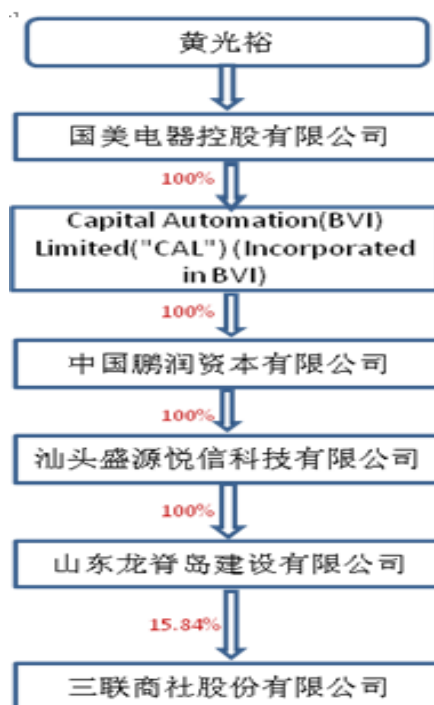 黄光裕
国美电器控股有限公司
100%
Capital Automation(BVI)
Limited("CAL") (Incorporated
in BVI)
100%
中国鹏润资本有限公司
100%
汕头盛源悦信科技有限公司
100%
山东龙脊岛建设有限公司
15.84%
三联商社股份有限公司